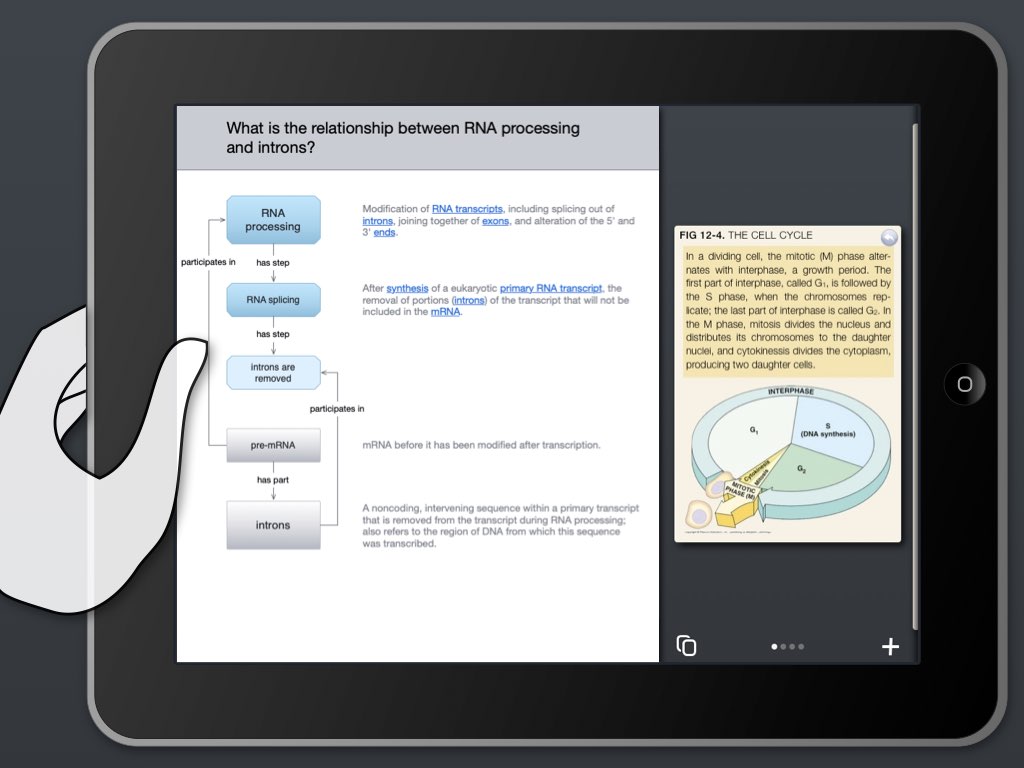 What is the relationship between RNA processing
and introns?
RNA
processing
Modification of RNA transcripts, including splicing out of
introns, joining together of exons, and alteration of the 5' and
3' ends.
participates in
has step
RNA splicing
After synthesis of a eukaryotic primary RNA transcript, the
removal of portions (introns) of the transcript that will not be
included in the mRNA.
has step
introns are
removed
participates in
pre-mRNA
mRNA before it has been modified after transcription.
has part
introns
A noncoding, intervening sequence within a primary transcript
that is removed from the transcript during RNA processing;
also refers to the region of DNA from which this sequence
was transcribed.
FIG 12-4. THE CELL CYCLE
In a dividing cell, the mitotic (M) phase alter-
nates with interphase, a growth period. The
first part of interphase, called G₁, is followed by
the S phase, when the chromosomes rep-
licate; the last part of interphase is called G₂. In
the M phase, mitosis divides the nucleus and
distributes its chromosomes to the daughter
nuclei, and cytokinesis divides the cytoplasm,
producing two daughter cells.
INTERPHASE
G₁
S
(DNA synthesis)
G₂
Cytokinesis
Mitosis
MITOTIC
PHASE (M)